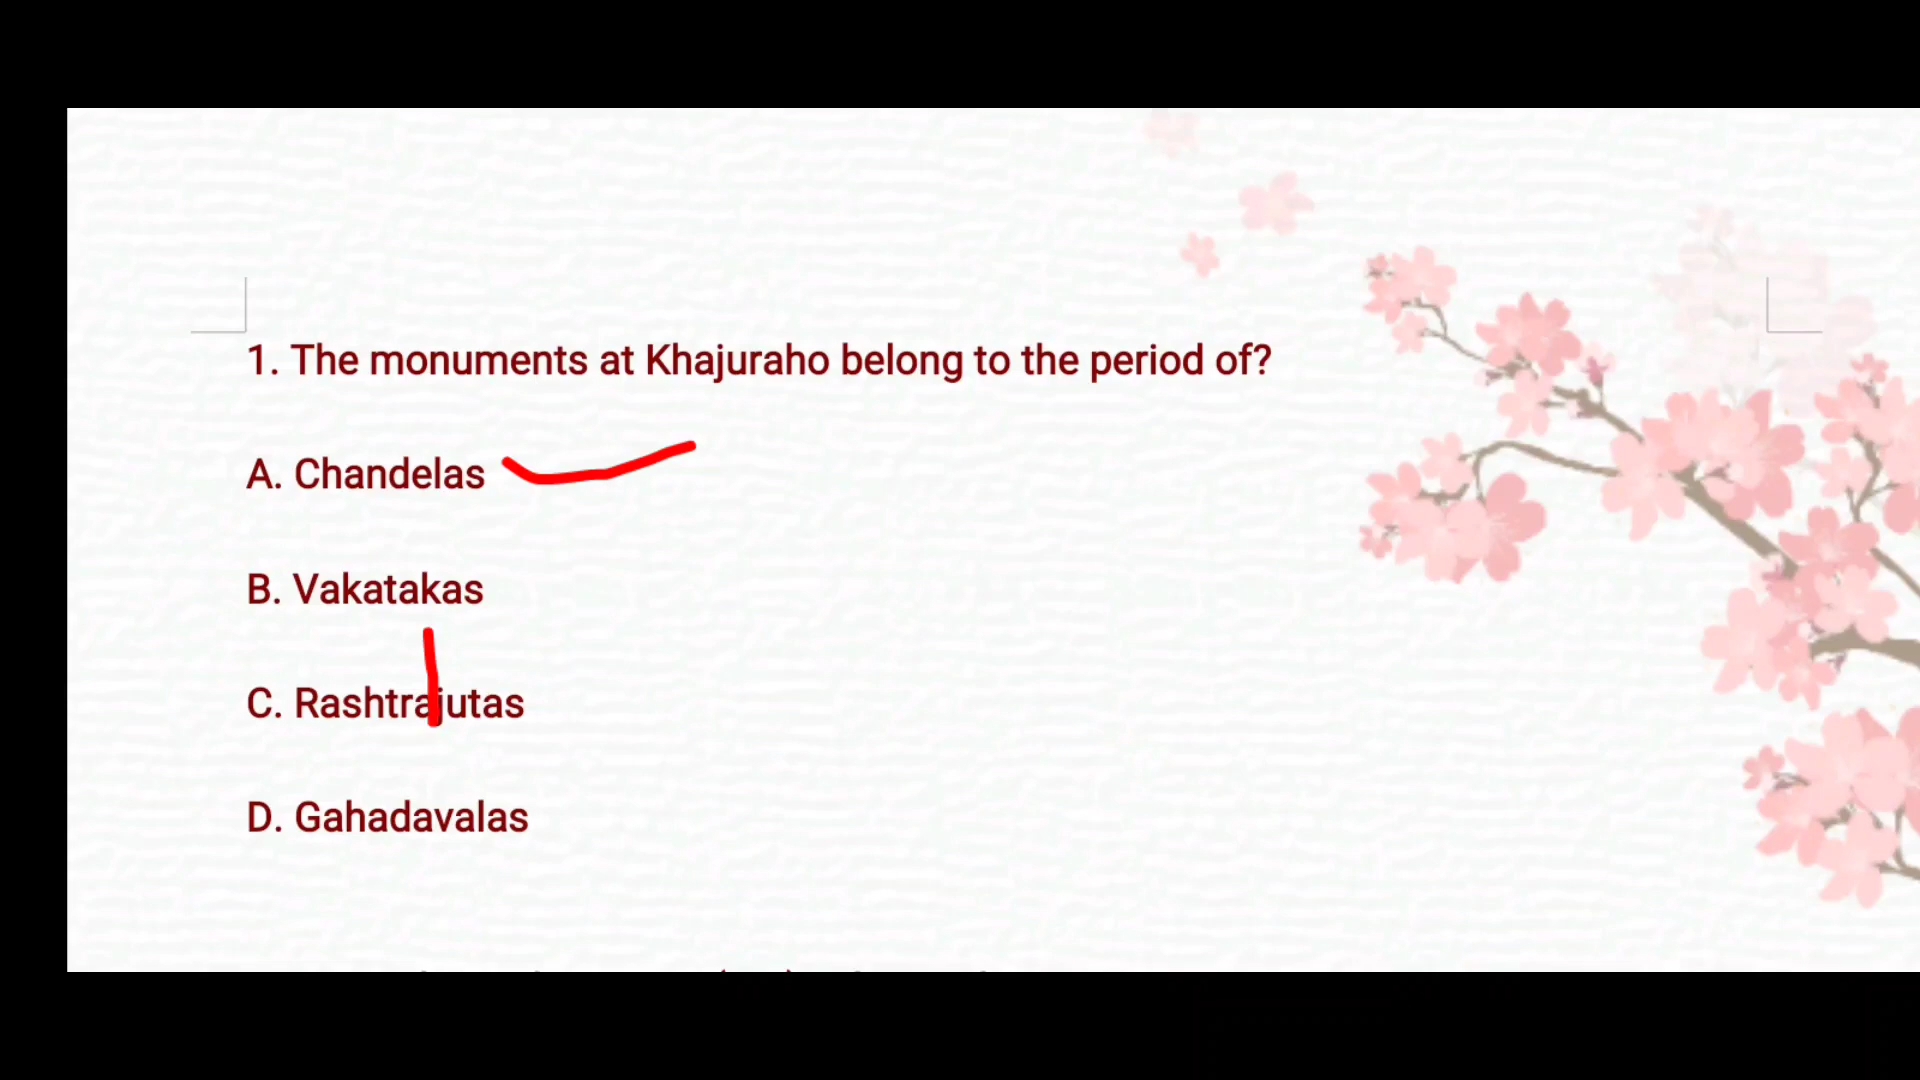 1. The monuments at Khajuraho belong to the period of?
A. Chandelas
B. Vakatakas
C. Rashtrajutas
D. Gahadavalas